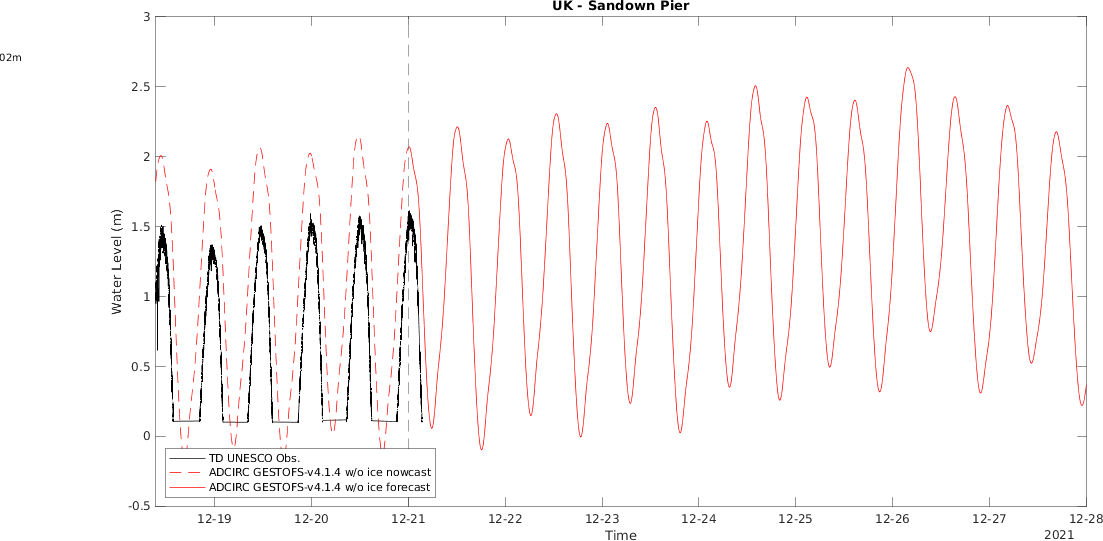 UK - Sandown Pier
02m
3
2.5
2
1.5
1
0.5
0
-0.5
Water Level (m)
TD UNESCO Obs.
ADCIRC GESTOFS-v4.1.4 w/o ice nowcast
ADCIRC GESTOFS-v4.1.4 w/o ice forecast
12-19 12-20 12-21 12-22 12-23 12-24 12-25 12-26 12-27 12-28
Time
2021